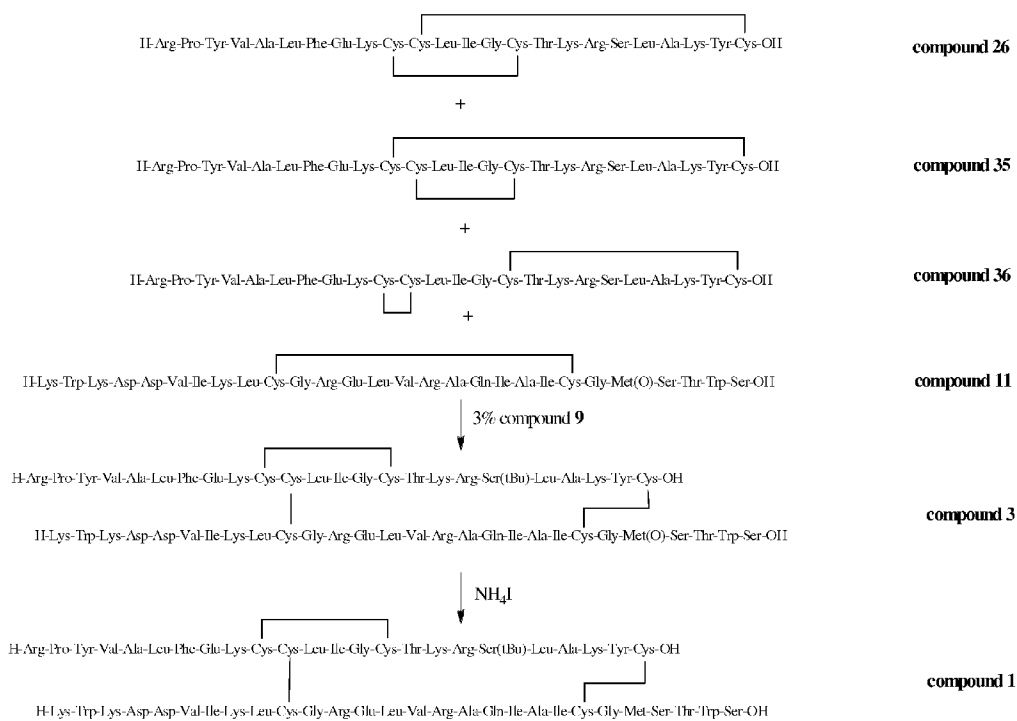 H-Arg-Pro-Tyr-Val-Ala-Leu-Phe-Glu-Lys-Cys-Cys-Leu-Ile-Gly-Cys-Thr-Lys-Arg-Ser-Leu-Ala-Lys-Tyr-Cys-OH compound 26
+
H-Arg-Pro-Tyr-Val-Ala-Leu-Phe-Glu-Lys-Cys-Cys-Leu-Ile-Gly-Cys-Thr-Lys-Arg-Ser-Leu-Ala-Lys-Tyr-Cys-OH compound 35
+
H-Arg-Pro-Tyr-Val-Ala-Leu-Phe-Glu-Lys-Cys-Cys-Leu-Ile-Gly-Cys-Thr-Lys-Arg-Ser-Leu-Ala-Lys-Tyr-Cys-OH compound 36
+
H-Lys-Trp-Lys-Asp-Asp-Val-Ile-Lys-Leu-Cys-Gly-Arg-Glu-Leu-Val-Arg-Ala-Gln-Ile-Ala-Ile-Cys-Gly-Met(O)-Ser-Thr-Trp-Ser-OH compound 11
3% compound 9
H-Arg-Pro-Tyr-Val-Ala-Leu-Phe-Glu-Lys-Cys-Cys-Leu-Ile-Gly-Cys-Thr-Lys-Arg-Ser(tBu)-Leu-Ala-Lys-Tyr-Cys-OH
compound 3
H-Lys-Trp-Lys-Asp-Asp-Val-Ile-Lys-Leu-Cys-Gly-Arg-Glu-Leu-Val-Arg-Ala-Gln-Ile-Ala-Ile-Cys-Gly-Met(O)-Ser-Thr-Trp-Ser-OH
NH4I
H-Arg-Pro-Tyr-Val-Ala-Leu-Phe-Glu-Lys-Cys-Cys-Leu-Ile-Gly-Cys-Thr-Lys-Arg-Ser(tBu)-Leu-Ala-Lys-Tyr-Cys-OH
compound 1
H-Lys-Trp-Lys-Asp-Asp-Val-Ile-Lys-Leu-Cys-Gly-Arg-Glu-Leu-Val-Arg-Ala-Gln-Ile-Ala-Ile-Cys-Gly-Met-Ser-Thr-Trp-Ser-OH